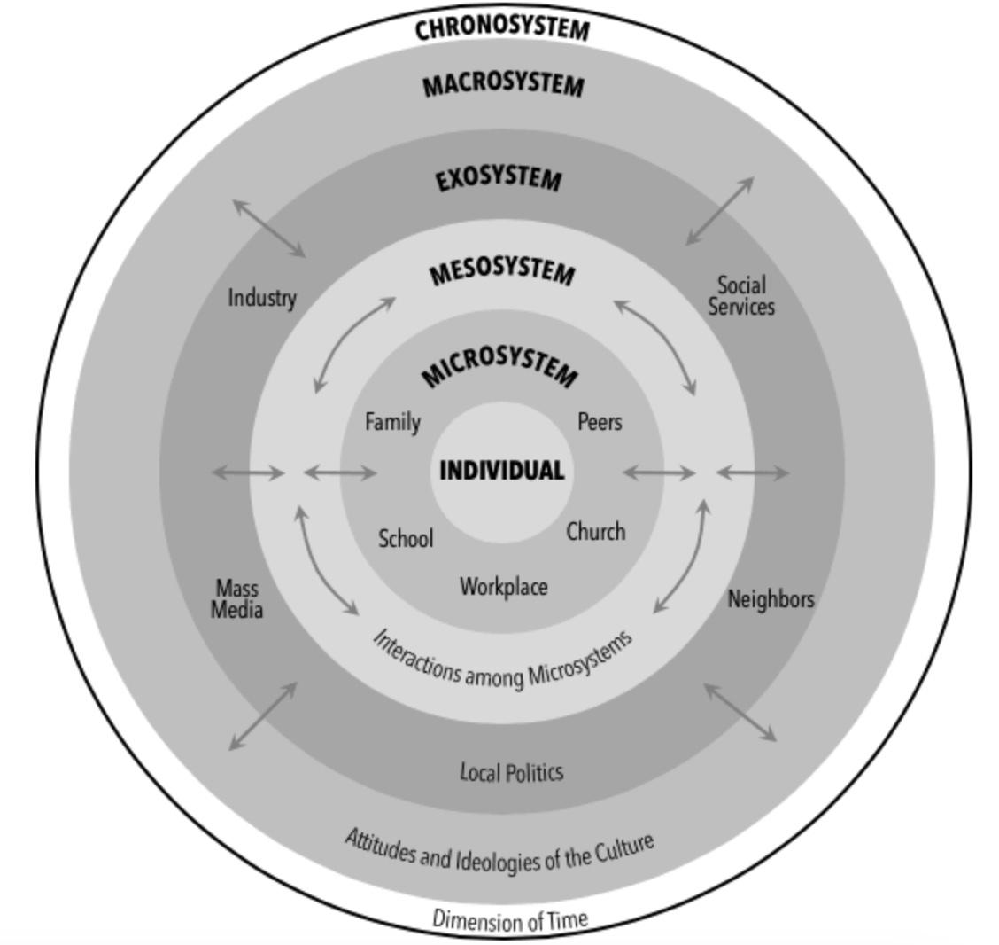 CHRONOSYSTEM
MACROSYSTEM
EXOSYSTEM
MESOSYSTEM
Industry
Social
Services
MICROSYSTEM
Family
Peers
INDIVIDUAL
School
Church
Workplace
Mass
Media
Neighbors
Interactions among Microsystems
Local Politics
Attitudes and Ideologies of the Culture
Dimension of Time